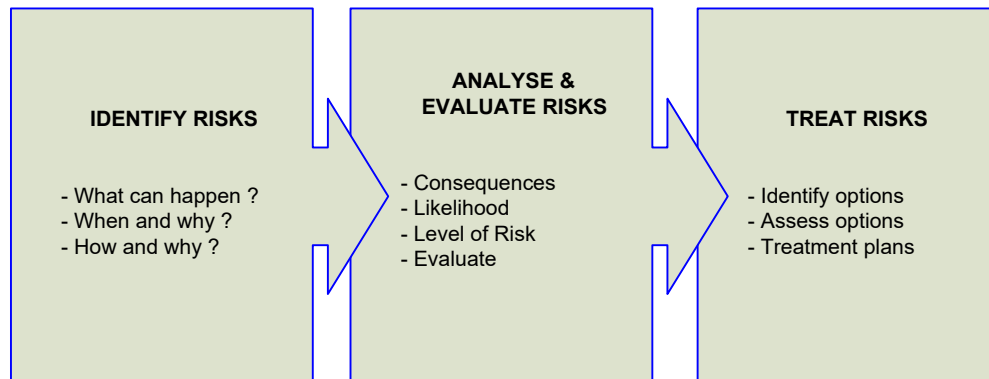 IDENTIFY RISKS
- What can happen ?
- When and why ?
- How and why ?
ANALYSE &
EVALUATE RISKS
- Consequences
- Likelihood
- Level of Risk
- Evaluate
TREAT RISKS
- Identify options
- Assess options
- Treatment plans